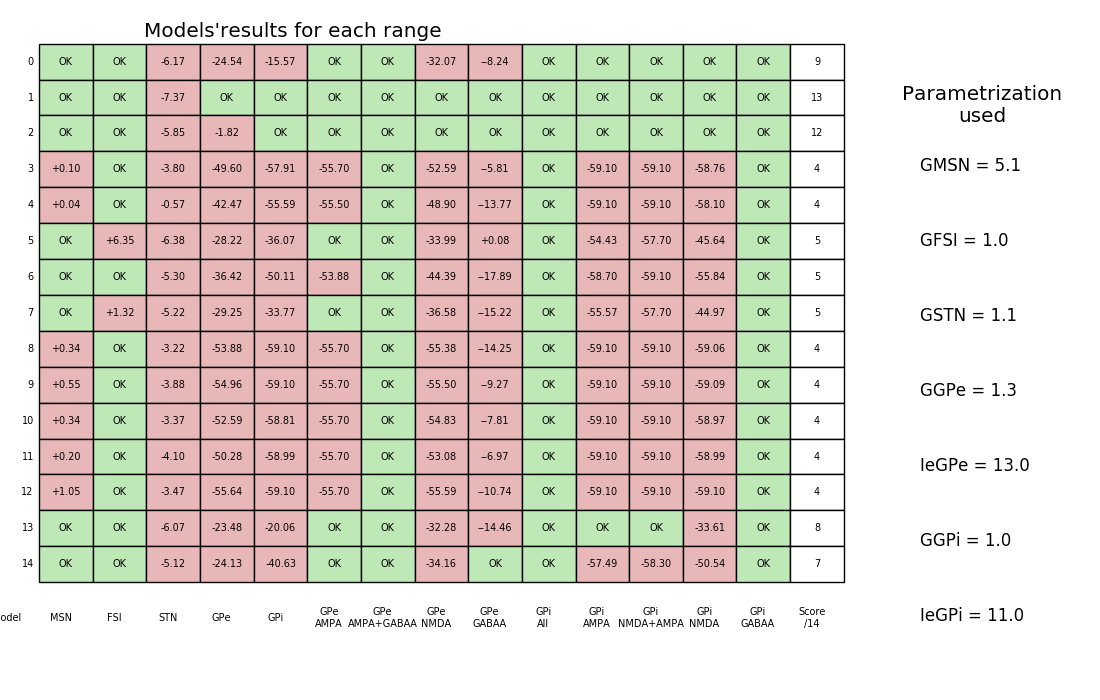 Models'results for each range
0 OK OK -6.17 -24.54 -15.57 OK OK -32.07 --8.24 OK OK OK OK OK 9
1 OK OK -7.37 OK OK OK OK OK OK OK OK OK OK OK 13
2 OK OK -5.85 -1.82 OK OK OK OK OK OK OK OK OK OK 12
3 +0.10 OK -3.80 -49.60 -57.91 -55.70 OK -52.59 --5.81 OK -59.10 -59.10 -58.76 OK 4
4 +0.04 OK -0.57 -42.47 -55.59 -55.50 OK -48.90 --13.77 OK -59.10 -59.10 -58.10 OK 4
5 OK +6.35 -6.38 -28.22 -36.07 OK OK -33.99 +0.08 OK -54.43 -57.70 -45.64 OK 5
6 OK OK -5.30 -36.42 -50.11 -53.88 OK -44.39 --17.89 OK -58.70 -59.10 -55.84 OK 5
7 OK +1.32 -5.22 -29.25 -33.77 OK OK -36.58 --15.22 OK -55.57 -57.70 -44.97 OK 5
8 +0.34 OK -3.22 -53.88 -59.10 -55.70 OK -55.38 --14.25 OK -59.10 -59.10 -59.06 OK 4
9 +0.55 OK -3.88 -54.96 -59.10 -55.70 OK -55.50 --9.27 OK -59.10 -59.10 -59.09 OK 4
10 +0.34 OK -3.37 -52.59 -58.81 -55.70 OK -54.83 --7.81 OK -59.10 -59.10 -58.97 OK 4
11 +0.20 OK -4.10 -50.28 -58.99 -55.70 OK -53.08 --6.97 OK -59.10 -59.10 -58.99 OK 4
12 +1.05 OK -3.47 -55.64 -59.10 -55.70 OK -55.59 --10.74 OK -59.10 -59.10 -59.10 OK 4
13 OK OK -6.07 -23.48 -20.06 OK OK -32.28 --14.46 OK OK OK -33.61 OK 8
14 OK OK -5.12 -24.13 -40.63 OK OK -34.16 OK OK -57.49 -58.30 -50.54 OK 7
odel MSN FSI STN GPe GPi
GPe GPe GPe GPe GPi GPi GPi GPi GPi Score
AMPA AMPA+GABAA NMDA GABAA All AMPA NMDA+AMPA NMDA GABAA /14
Parametrization
used
GMSN = 5.1
GFSI = 1.0
GSTN = 1.1
GGPe = 1.3
IeGPe = 13.0
GGPi = 1.0
IeGPi = 11.0